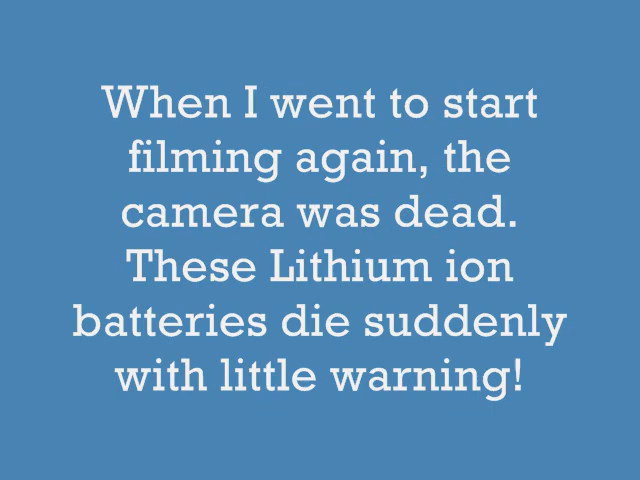 When I went to start
filming again, the
camera was dead.
These Lithium ion
batteries die suddenly
with little warning!